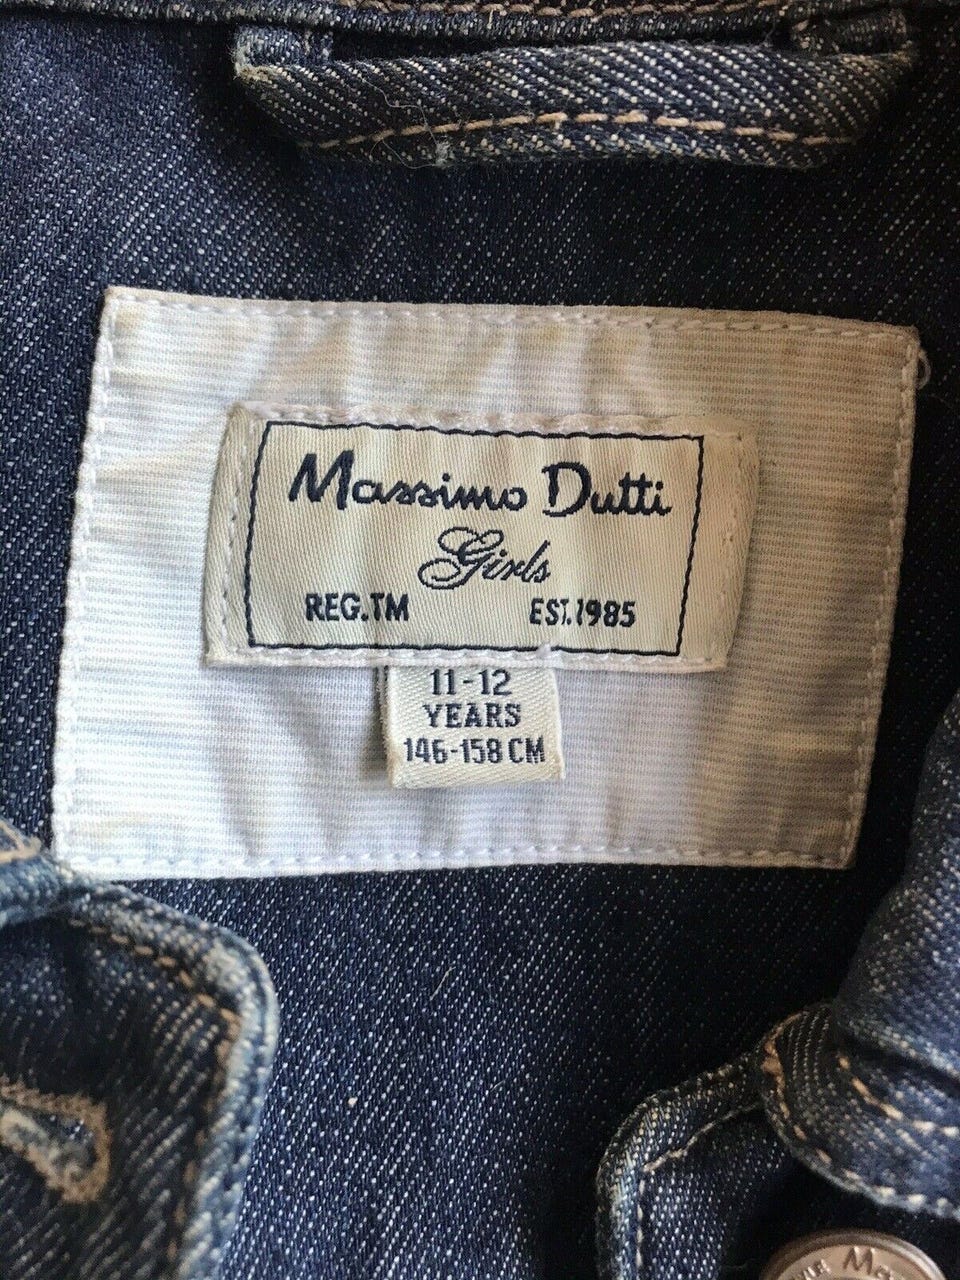 Massimo Dutti
Girls
REG.TM EST.1985
11-12
YEARS
146-158 CM